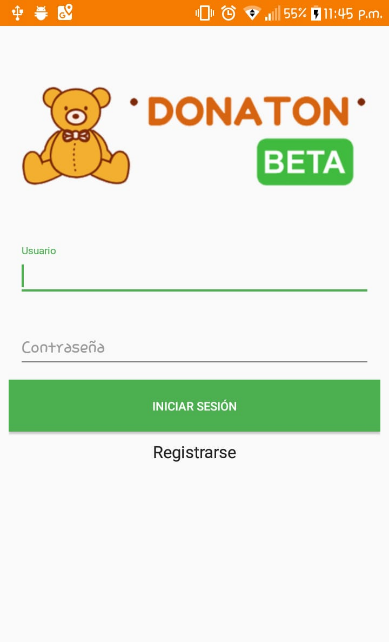 55% 11:45 p.m.
• DONATON •
BETA
Usuario
Contraseña
INICIAR SESIÓN
Registrarse